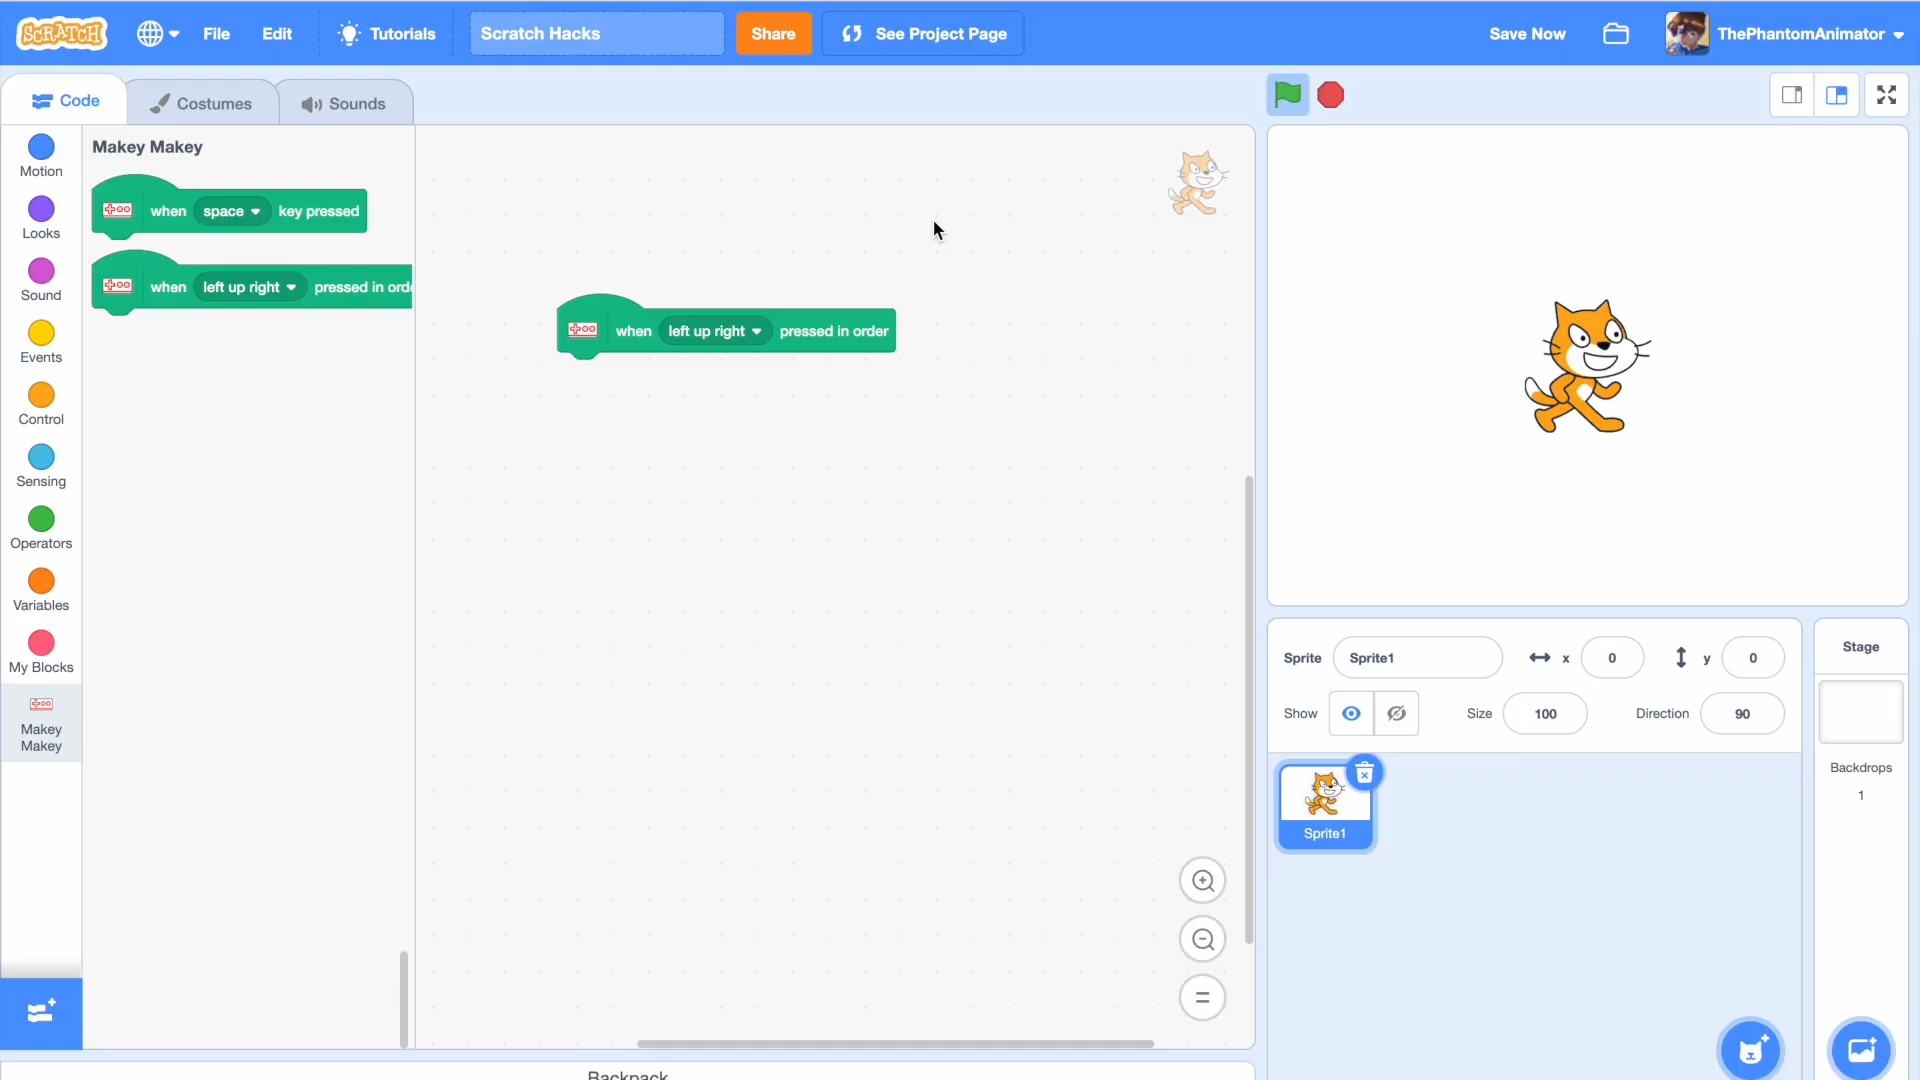 SCRATCH
File
Edit
Tutorials
Scratch Hacks
Share
See Project Page
Save Now
ThePhantomAnimator
Code
Costumes
Sounds
Motion
Looks
Sound
Events
Control
Sensing
Operators
Variables
My Blocks
Makey
Makey
Makey Makey
when space key pressed
when left up right pressed in orde
when left up right pressed in order
Sprite Sprite1 x 0 y 0
Show Size 100 Direction 90
Sprite1
Stage
Backdrops
1
Backpack